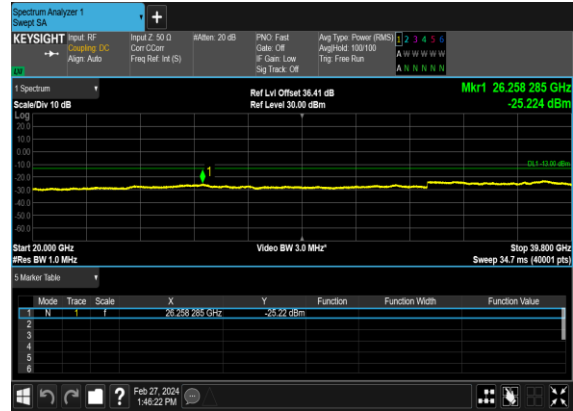 Spectrum Analyzer 1
Swept SA
+
KEYSIGHT Input: RF
Coupling: DC
Align: Auto
Input Z: 50 Ω
Corr CCorr
Freq Ref: Int (S)
#Atten: 20 dB
PNO: Fast
Gate: Off
IF Gain: Low
Sig Track: Off
Avg Type: Power (RMS)
Avg|Hold: 100/100
Trig: Free Run
1 2 3 4 5 6
A W W W W W
A N N N N N
1 Spectrum
Scale/Div 10 dB
Ref Lvl Offset 36.41 dB
Ref Level 30.00 dBm
Mkr1 26.258 285 GHz
-25.224 dBm
Log
20.0
10.0
0.00
-10.0
-20.0
-30.0
-40.0
-50.0
-60.0
1
DL1 -13.00 dBm
Start 20.000 GHz
#Res BW 1.0 MHz
Video BW 3.0 MHz*
Stop 39.800 GHz
Sweep 34.7 ms (40001 pts)
5 Marker Table
Mode Trace Scale X Y Function Function Width Function Value
1 N 1 f 26.258 285 GHz -25.22 dBm
2
3
4
5
6
?
Feb 27, 2024
1:46:22 PM